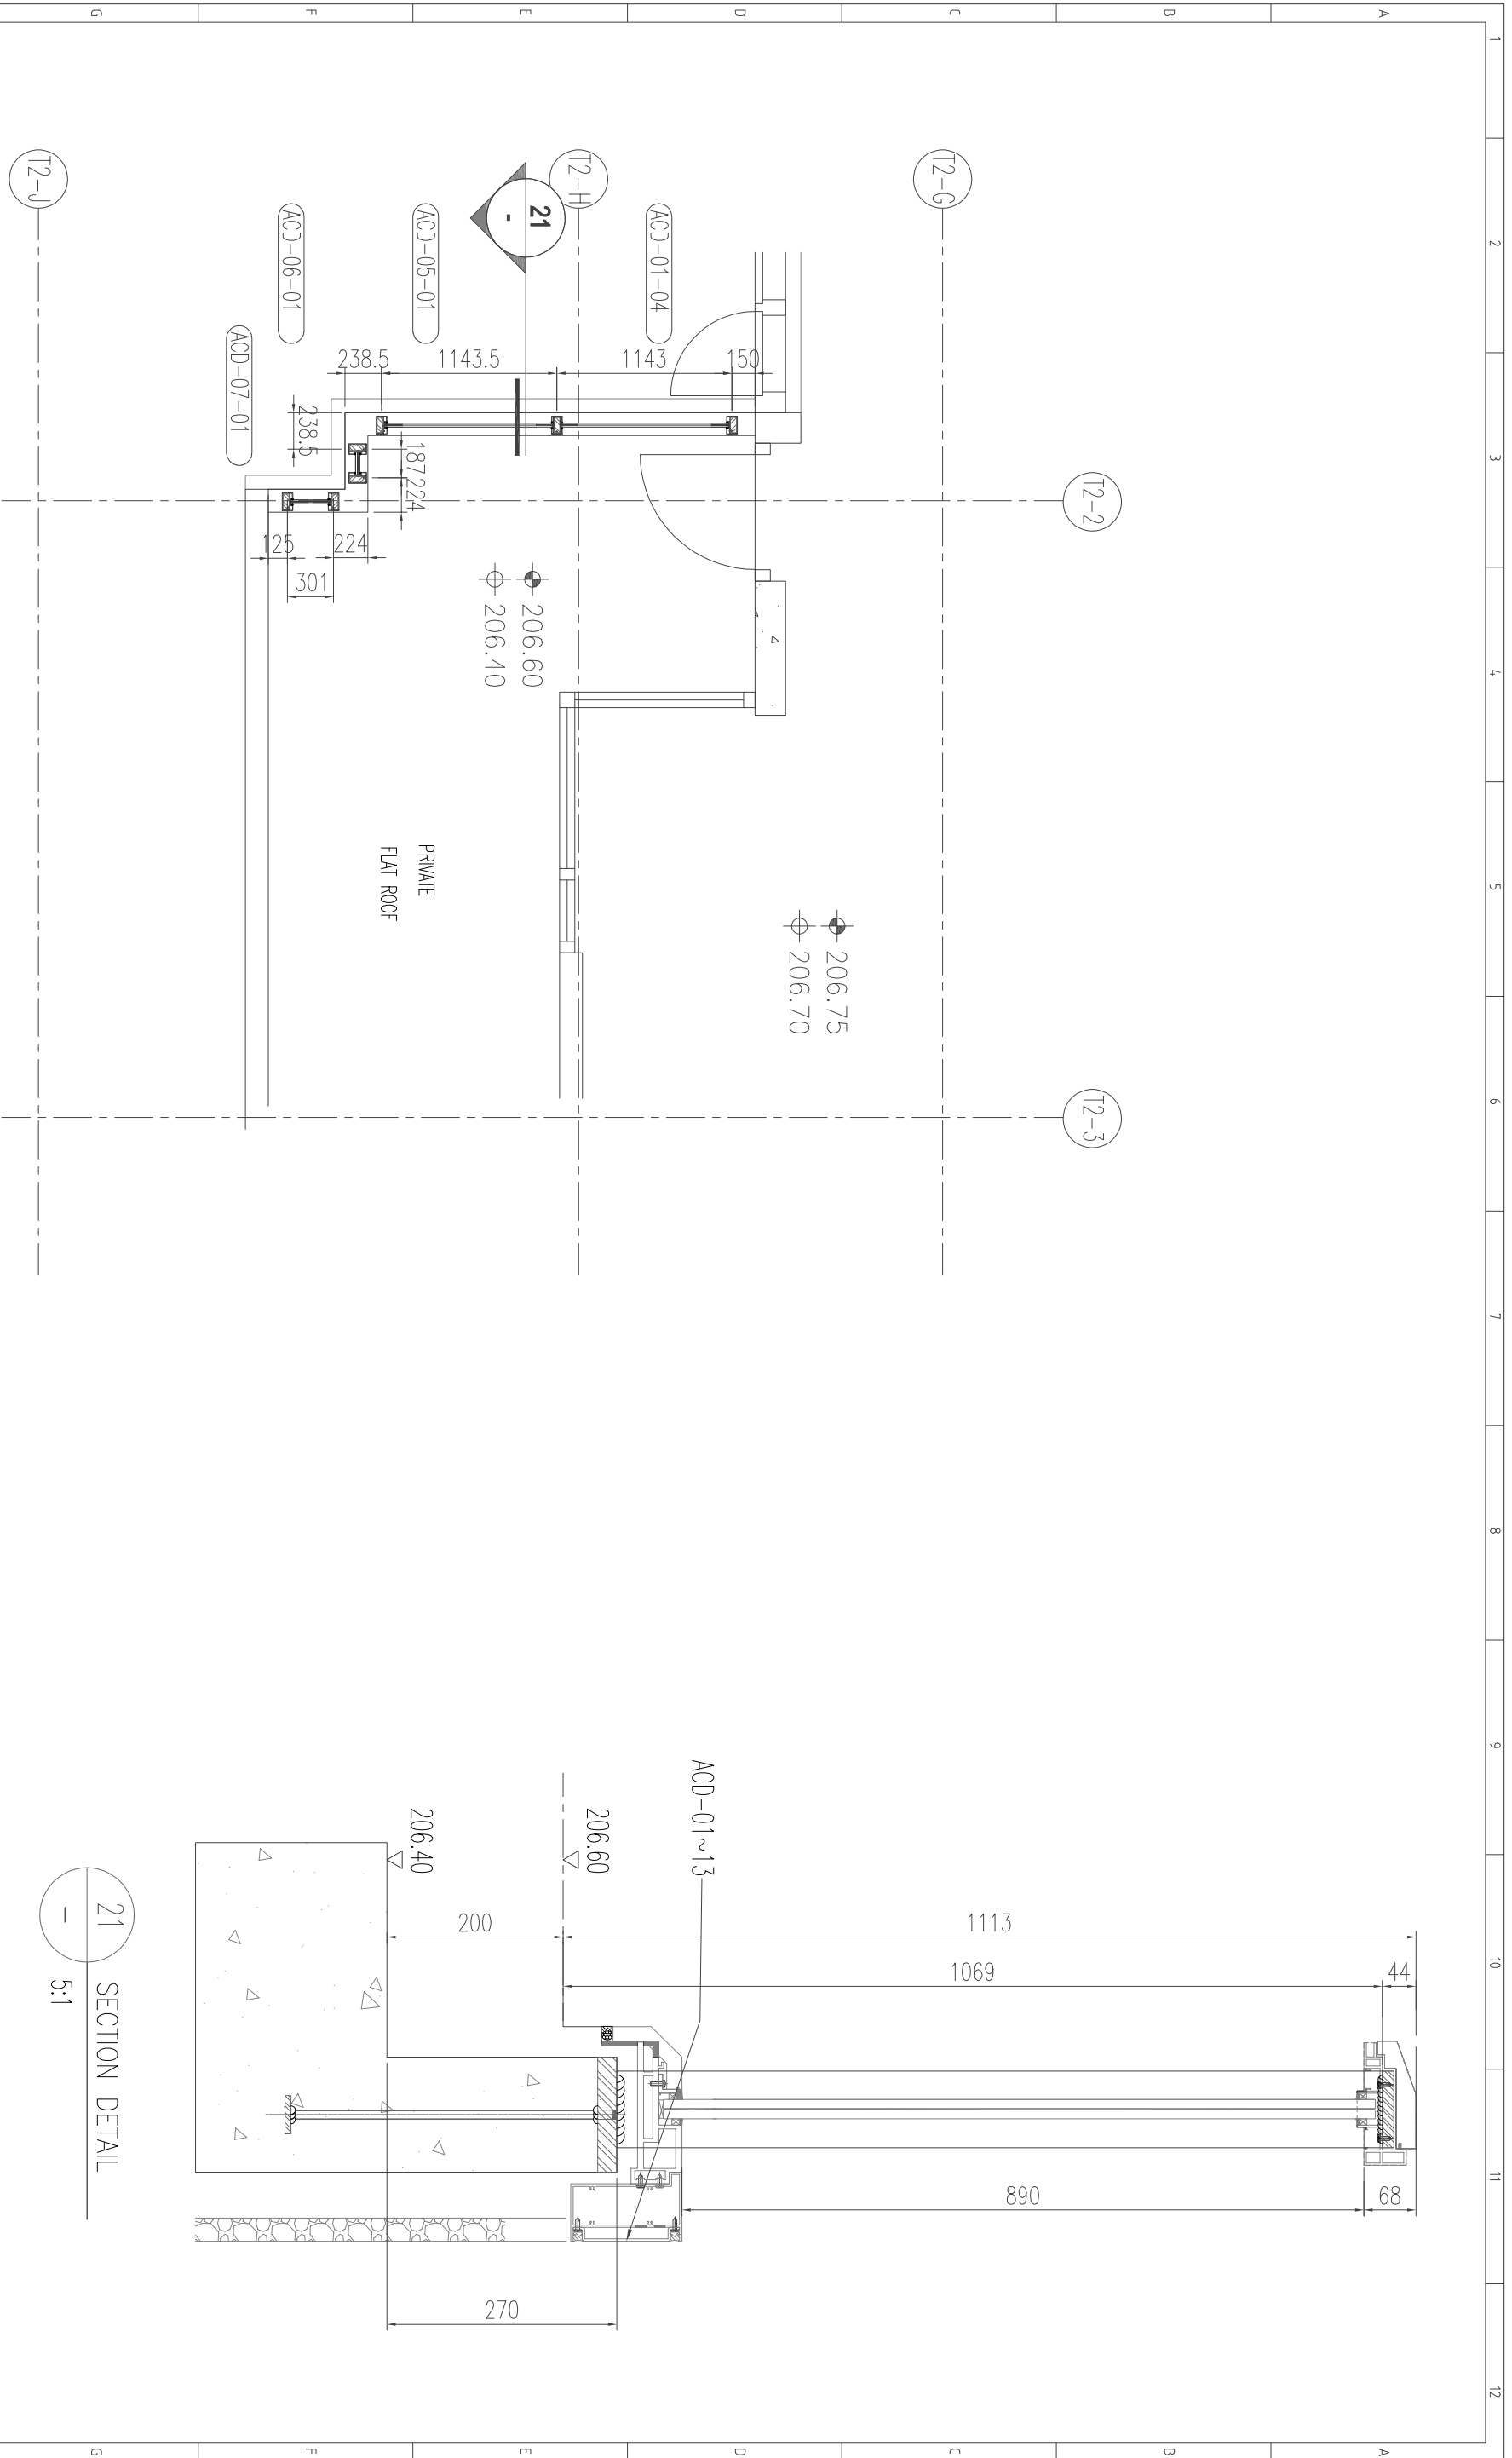 1
2
3
4
5
6
7
8
9
10
11
12
A
B
C
D
E
F
G
A
B
C
D
E
F
G
T2-2
T2-3
T2-G
T2-H
T2-J
206.75
206.70
ACD-01-04
150
1143
1143.5
238.5
21
-
ACD-05-01
ACD-06-01
ACD-07-01
238.5
187
224
224
125
301
206.60
206.40
PRIVATE
FLAT ROOF
ACD-01~13
206.60
206.40
1113
1069
44
200
890
68
270
21
-
SECTION DETAIL
5:1